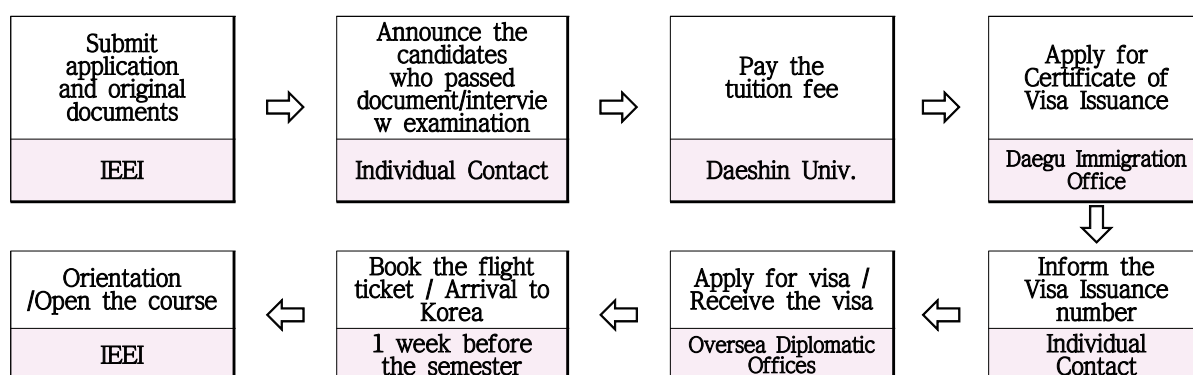 Submit
application
and original
documents
IEEI
Announce the
candidates
who passed
document/intervie
w examination
Individual Contact
Pay the
tuition fee
Daeshin Univ.
Apply for
Certificate of
Visa Issuance
Daegu Immigration
Office
Inform the
Visa Issuance
number
Individual
Contact
Apply for visa /
Receive the visa
Oversea Diplomatic
Offices
Book the flight
ticket / Arrival to
Korea
1 week before
the semester
Orientation
/Open the course
IEEI